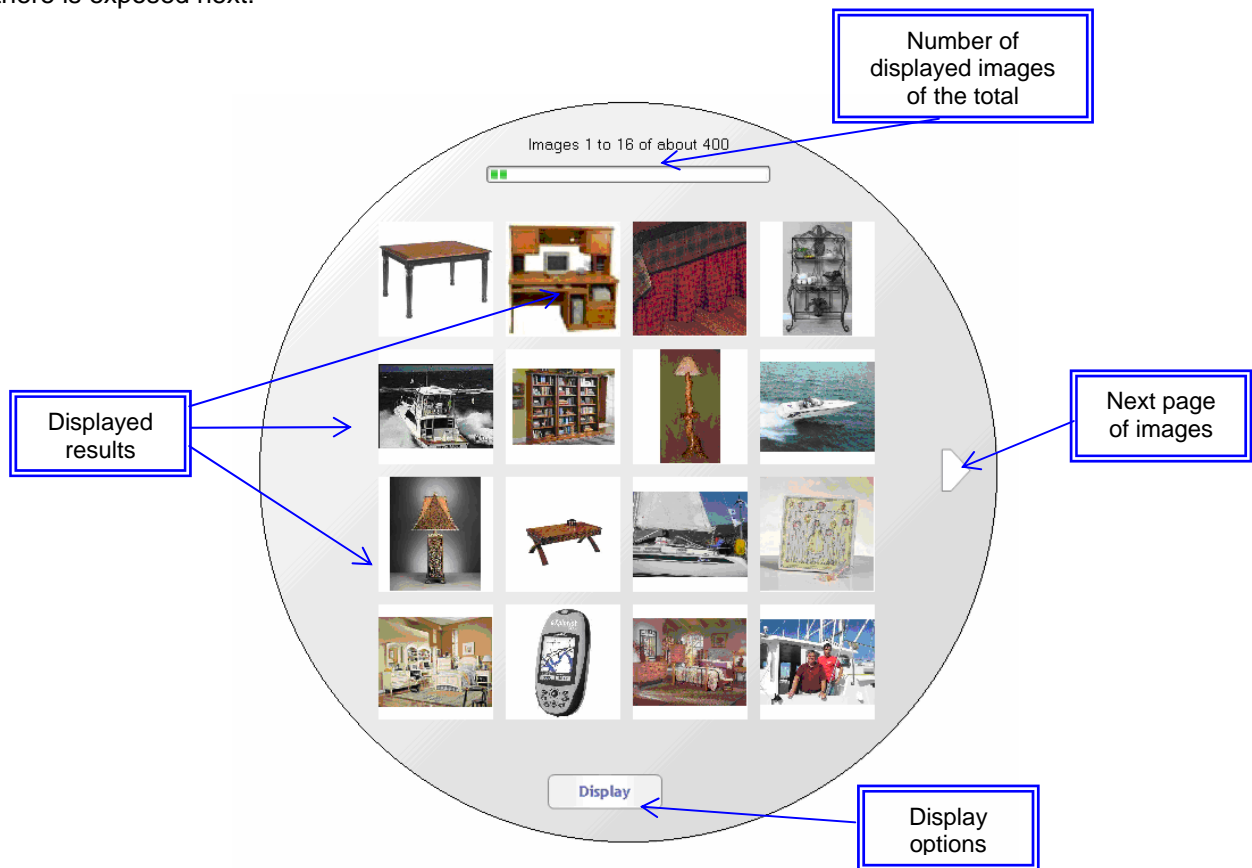 there is exposed next.
Number of
displayed images
of the total
Images 1 to 16 of about 400
Displayed
results
Next page
of images
Display
Display
options